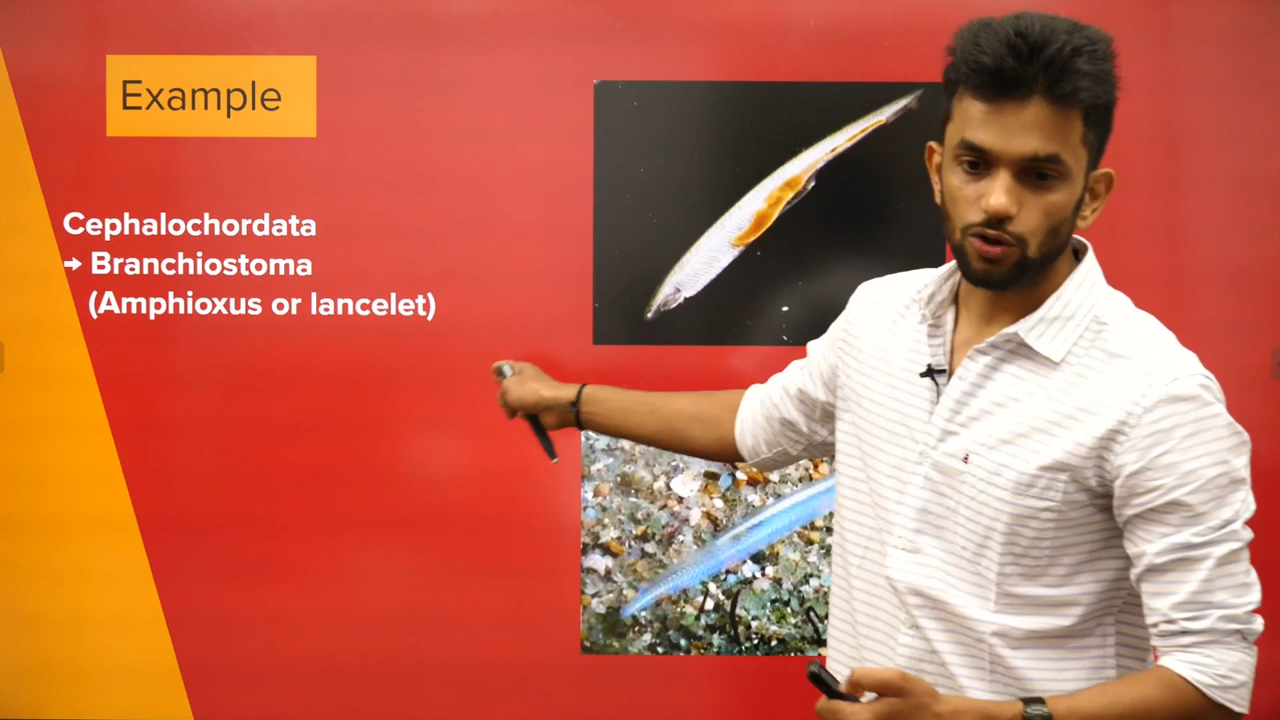 Example
Cephalochordata
→ Branchiostoma
(Amphioxus or lancelet)